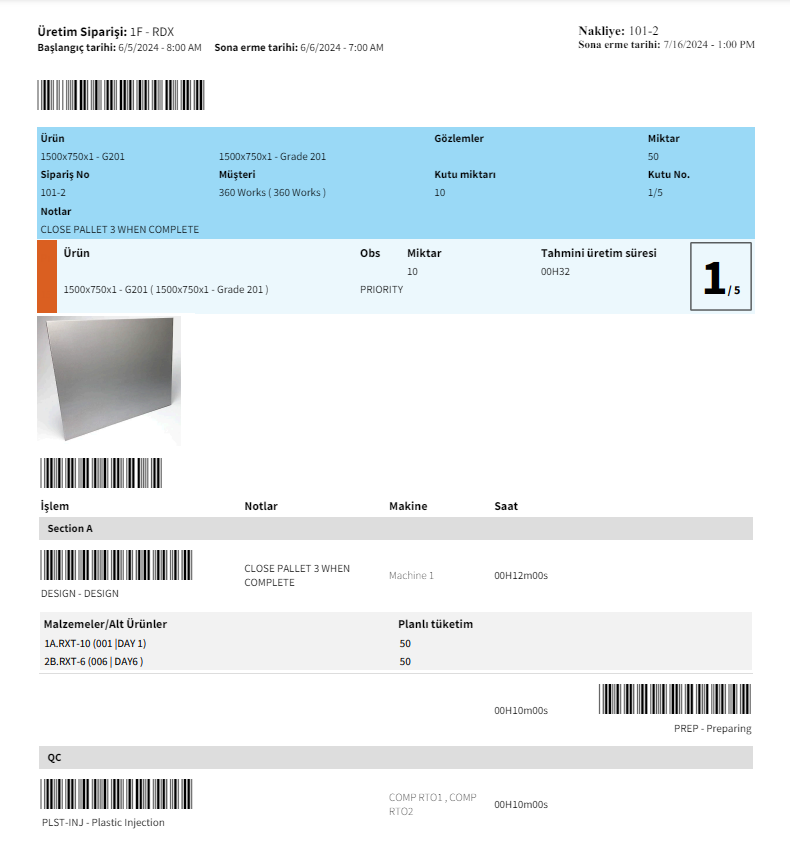 Üretim Siparişi: 1F - RDX
Başlangıç tarihi: 6/5/2024 - 8:00 AM Sona erme tarihi: 6/6/2024 - 7:00 AM
Nakliye: 101-2
Sona erme tarihi: 7/16/2024 - 1:00 PM
Ürün Gözlemler Miktar
1500x750x1 - G201 1500x750x1 - Grade 201 50
Sipariş No Müşteri Kutu miktarı Kutu No.
101-2 360 Works ( 360 Works ) 10 1/5
Notlar
CLOSE PALLET 3 WHEN COMPLETE
Ürün Obs Miktar Tahmini üretim süresi
10 00H32
1500x750x1 - G201 ( 1500x750x1 - Grade 201 ) PRIORITY
1 / 5
İşlem Notlar Makine Saat
Section A
CLOSE PALLET 3 WHEN
COMPLETE
Machine 1 00H12m00s
DESIGN - DESIGN
Malzemeler/Alt Ürünler Planlı tüketim
1A.RXT-10 (001 |DAY 1) 50
2B.RXT-6 (006 | DAY6 ) 50
00H10m00s
PREP - Preparing
QC
COMP RTO1 , COMP
RTO2
00H10m00s
PLST-INJ - Plastic Injection